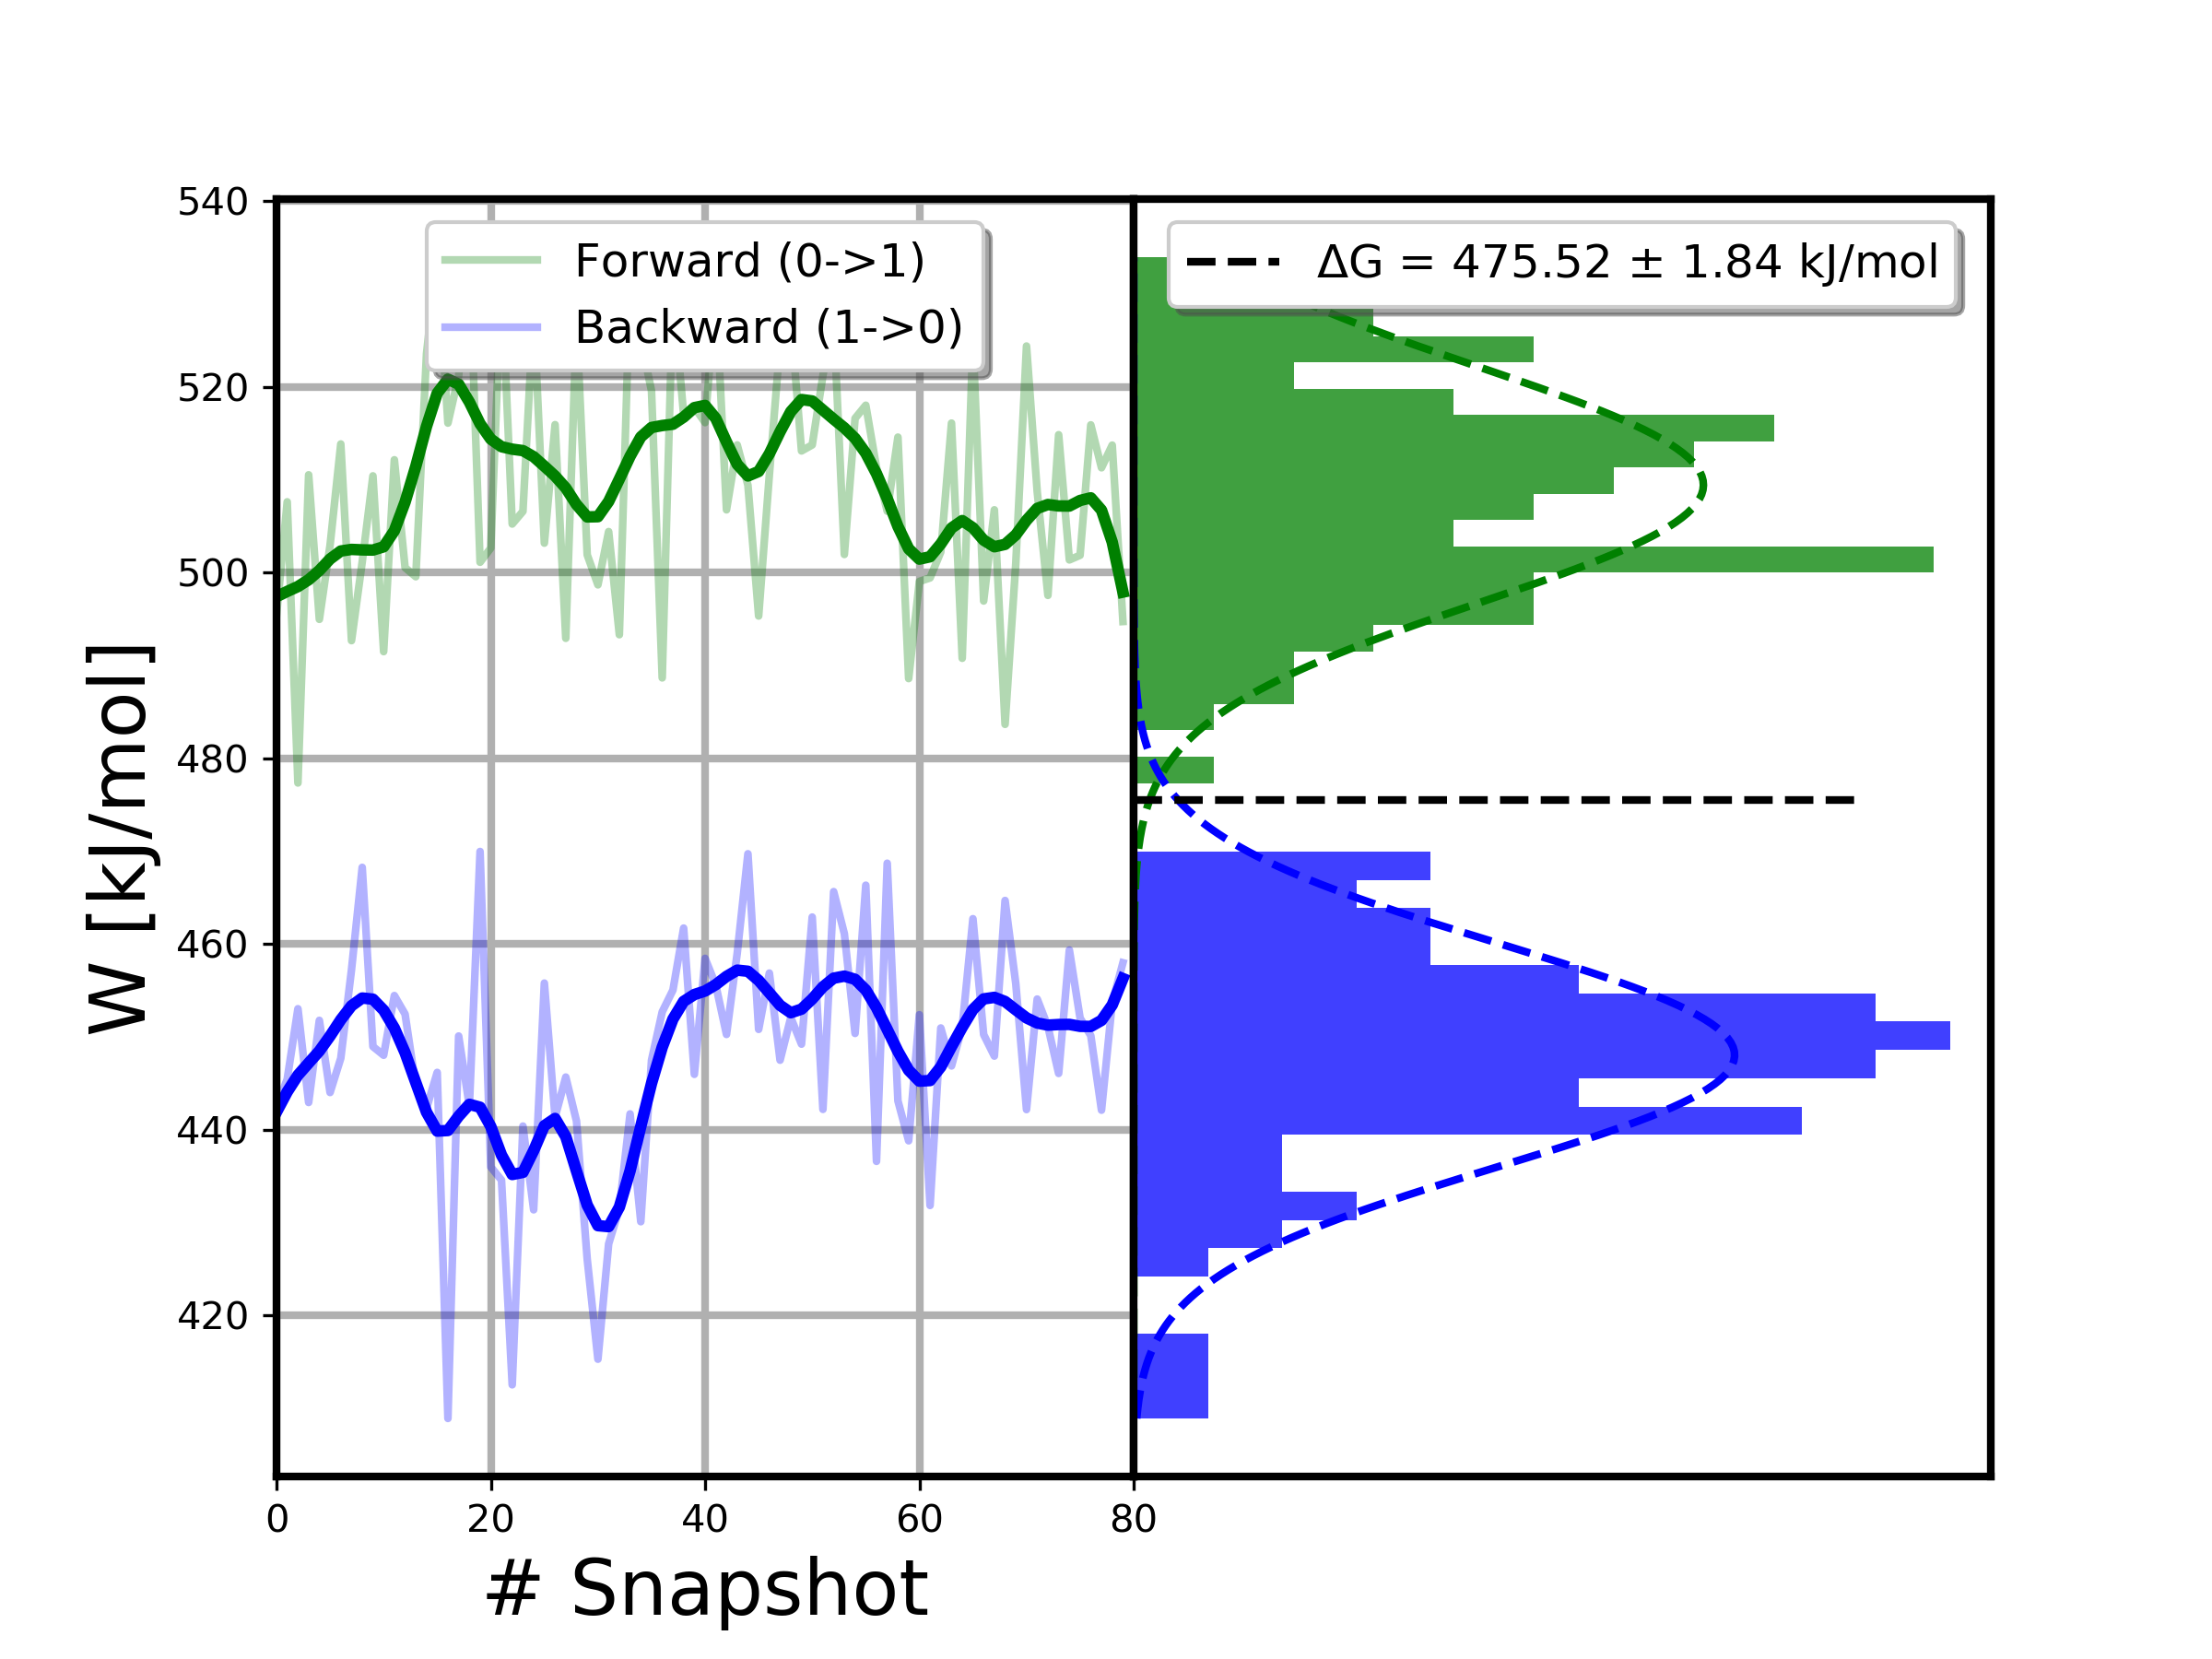 540
520
500
480
460
440
420
W [kJ/mol]
Forward (0->1)
Backward (1->0)
ΔG = 475.52 ± 1.84 kJ/mol
0 20 40 60 80
# Snapshot